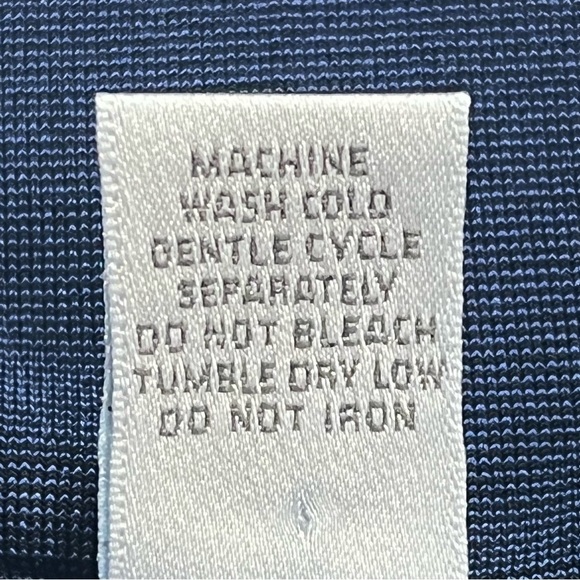 MACHINE
WASH COLD
GENTLE CYCLE
SEPARATELY
DO NOT BLEACH
TUMBLE DRY LOW
DO NOT IRON